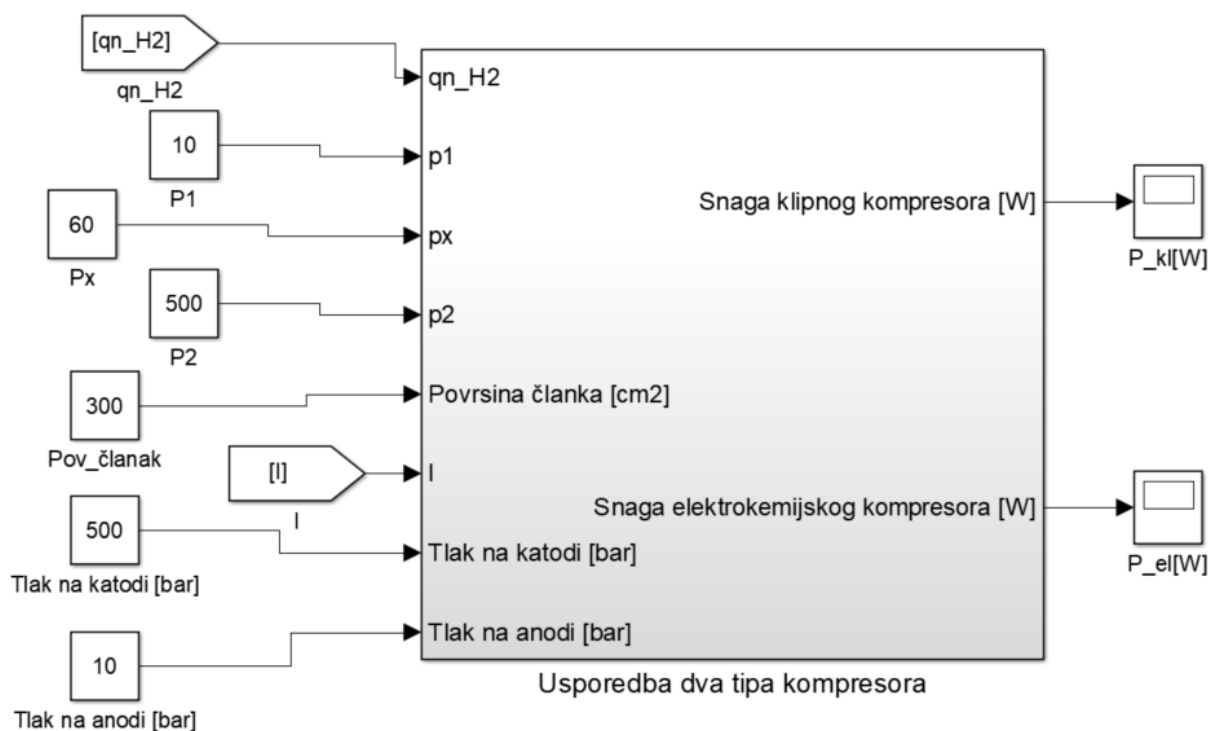 [qn_H2]
qn_H2
10
P1
60
Px
500
P2
300
Pov_članak
[I]
I
500
Tlak na katodi [bar]
10
Tlak na anodi [bar]
qn_H2
p1
px
p2
Povrsina članka [cm2]
I
Tlak na katodi [bar]
Tlak na anodi [bar]
Snaga klipnog kompresora [W]
Snaga elektrokemijskog kompresora [W]
Usporedba dva tipa kompresora
P_kl[W]
P_el[W]